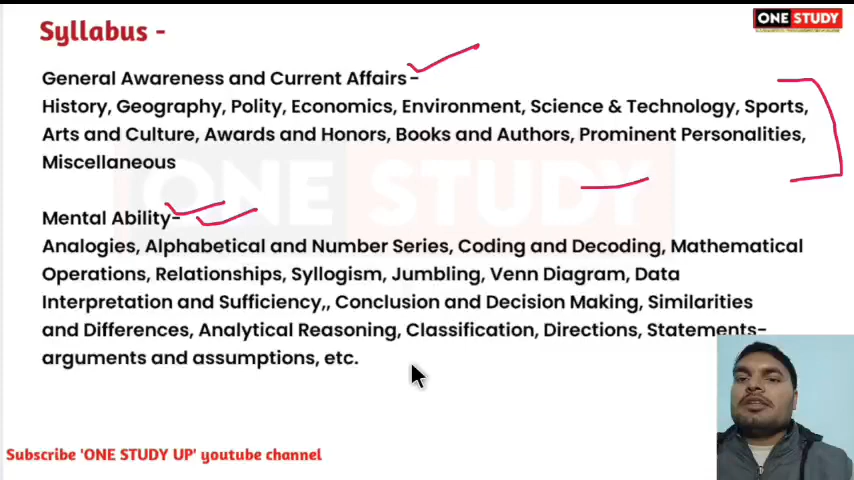 Syllabus -
ONE STUDY
General Awareness and Current Affairs -
History, Geography, Polity, Economics, Environment, Science & Technology, Sports,
Arts and Culture, Awards and Honors, Books and Authors, Prominent Personalities,
Miscellaneous
ONE STUDY
Mental Ability-
Analogies, Alphabetical and Number Series, Coding and Decoding, Mathematical
Operations, Relationships, Syllogism, Jumbling, Venn Diagram, Data
Interpretation and Sufficiency,, Conclusion and Decision Making, Similarities
and Differences, Analytical Reasoning, Classification, Directions, Statements-
arguments and assumptions, etc.
Subscribe 'ONE STUDY UP' youtube channel